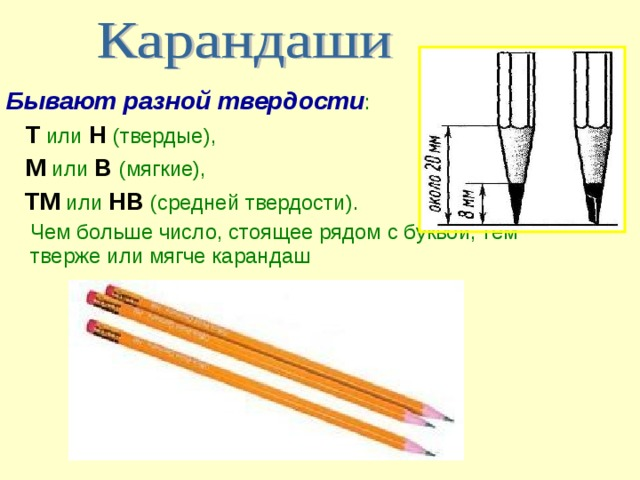 Карандаши
Бывают разной твердости:
Т или Н (твердые),
М или В (мягкие),
ТМ или НВ (средней твердости).
Чем больше число, стоящее рядом с буквой, тем
тверже или мягче карандаш
около 20 мм
8 мм